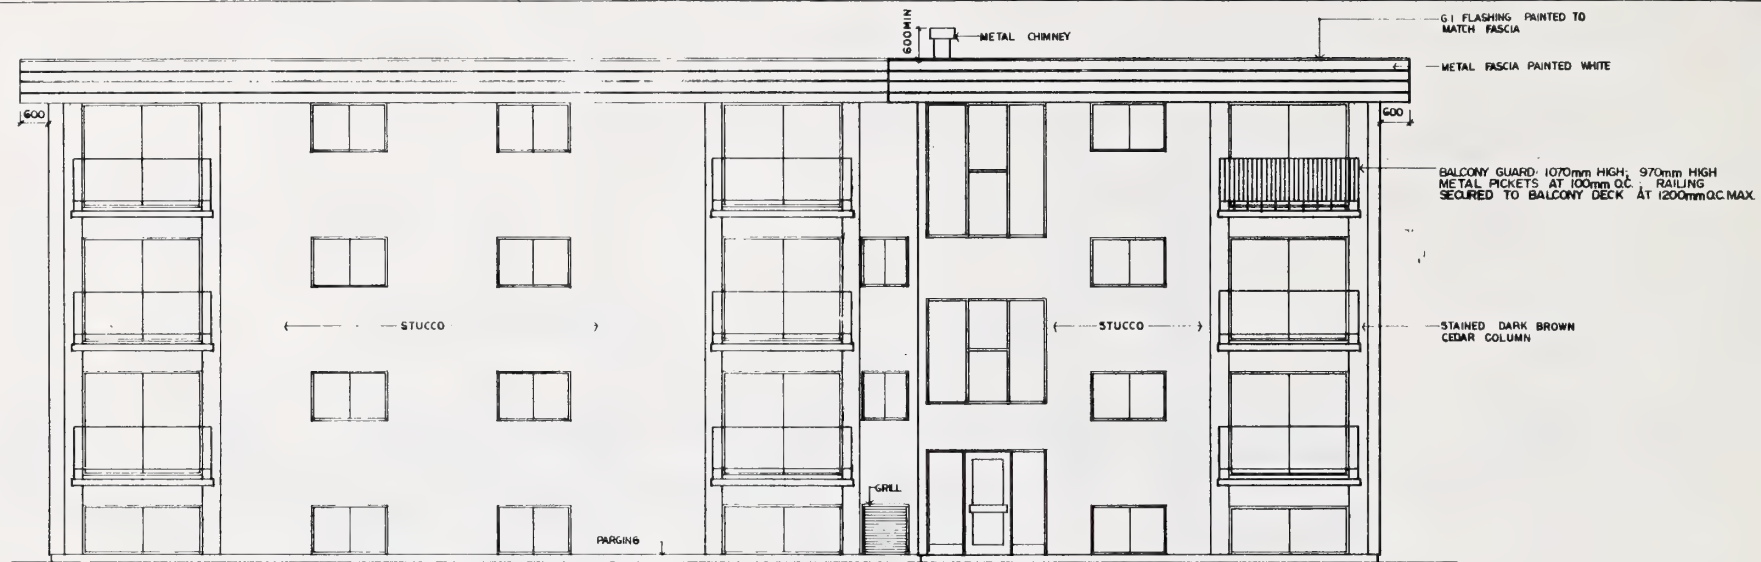 600 MIN
METAL CHIMNEY
G I FLASHING PAINTED TO
MATCH FASCIA
METAL FASCIA PAINTED WHITE
600
600
BALCONY GUARD: 1070mm HIGH; 970mm HIGH
METAL PICKETS AT 100mm O.C.; RAILING
SECURED TO BALCONY DECK AT 1200mm O.C. MAX.
STUCCO
STUCCO
STAINED DARK BROWN
CEDAR COLUMN
GRILL
PARGING